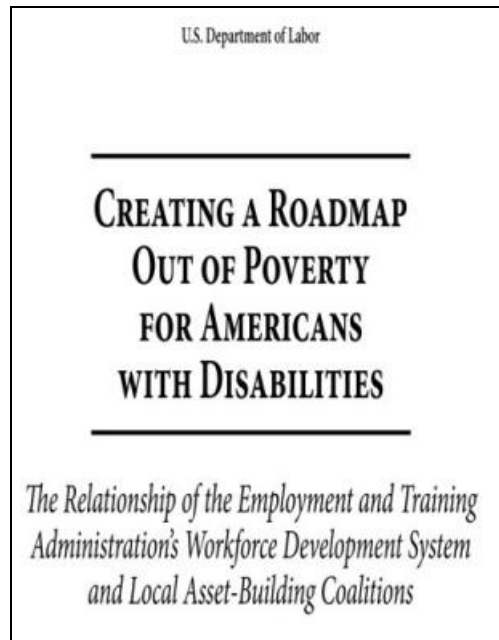 U.S. Department of Labor
CREATING A ROADMAP
OUT OF POVERTY
FOR AMERICANS
WITH DISABILITIES
The Relationship of the Employment and Training
Administration's Workforce Development System
and Local Asset-Building Coalitions